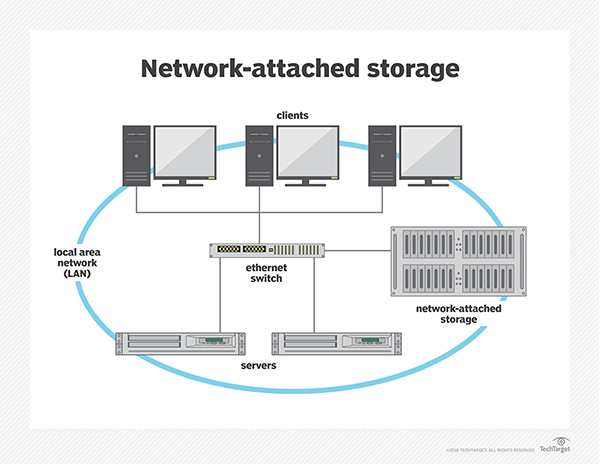 Network-attached storage
clients
local area
network
(LAN)
ethernet
switch
network-attached
storage
servers
©2019 TECHTARGET. ALL RIGHTS RESERVED
TechTarget